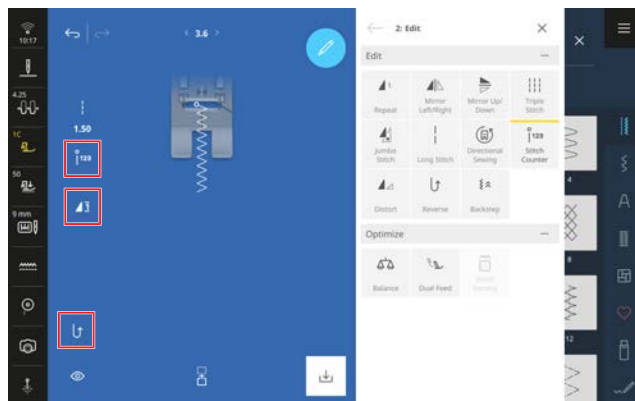 10:17
4.25
1C
50
9 mm
3.6
1.50
123
2: Edit
Edit
Repeat
Mirror Left/Right
Mirror Up/Down
Triple Stitch
Jumbo Stitch
Long Stitch
Directional Sewing
123
Stitch Counter
Distort
Reverse
Backstep
Optimize
Balance
Dual Feed
4
8
12